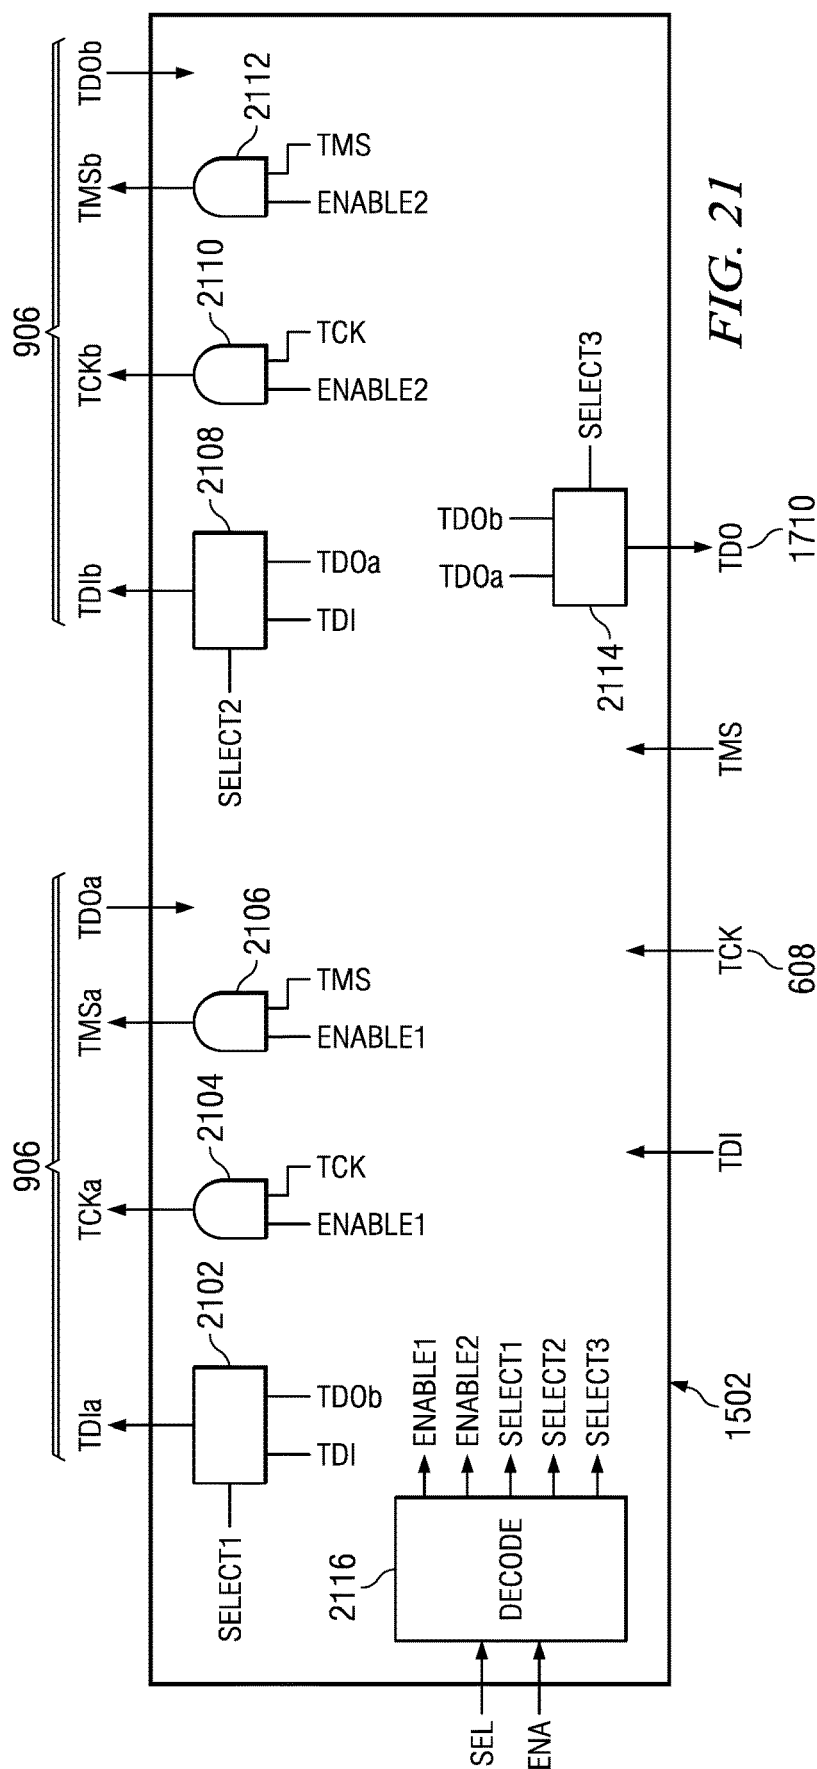 906
906
TDIa
TCKa
TMSa
TDOa
TDIb
TCKb
TMSb
TDOb
2102
2104
2106
2108
2110
2112
SELECT1
TDI
TDOb
ENABLE1
TCK
ENABLE1
TMS
SELECT2
TDI
TDOa
ENABLE2
TCK
ENABLE2
TMS
2116
SEL
ENA
DECODE
ENABLE1
ENABLE2
SELECT1
SELECT2
SELECT3
TDOa
TDOb
SELECT3
2114
1502
TDI
TCK
608
TMS
TDO
1710
FIG. 21